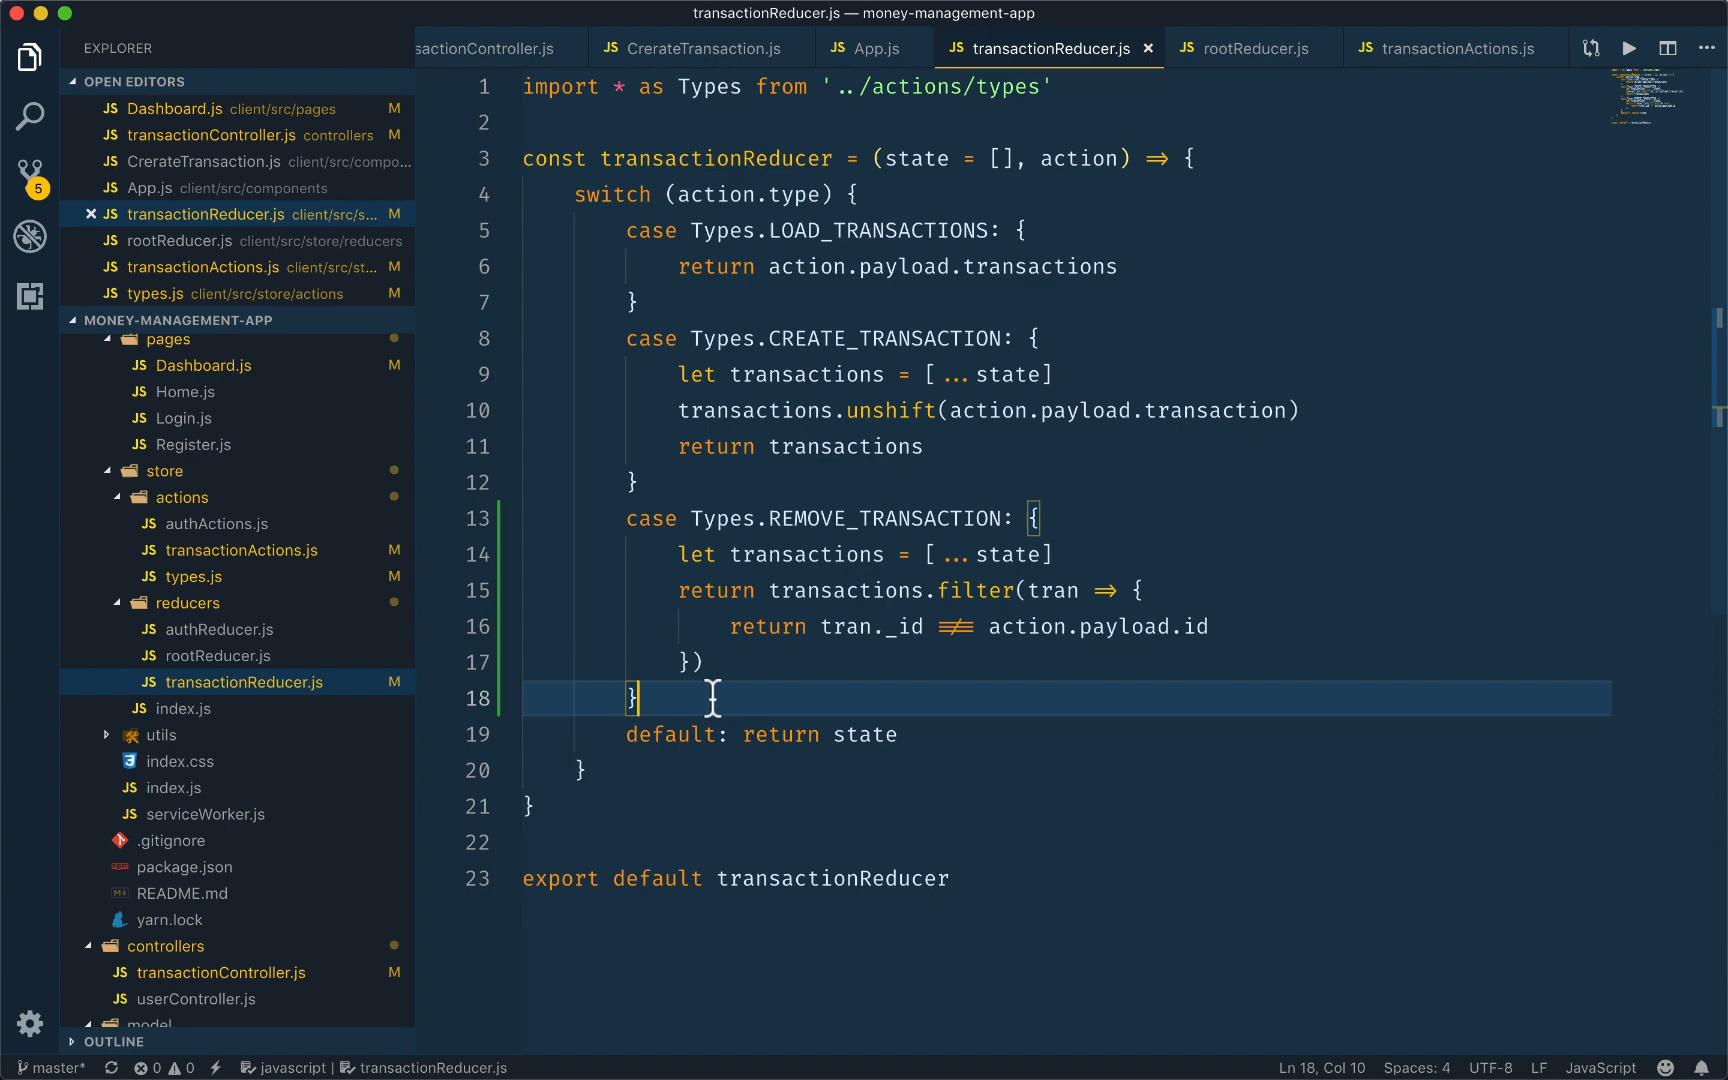 transactionReducer.js — money-management-app
EXPLORER
OPEN EDITORS
JS Dashboard.js client/src/pages M
JS transactionController.js controllers M
JS CrerateTransaction.js client/src/compo...
JS App.js client/src/components
JS transactionReducer.js client/src/s... M
JS rootReducer.js client/src/store/reducers
JS transactionActions.js client/src/st... M
JS types.js client/src/store/actions M
MONEY-MANAGEMENT-APP
pages
JS Dashboard.js M
JS Home.js
JS Login.js
JS Register.js
store
actions
JS authActions.js
JS transactionActions.js M
JS types.js M
reducers
JS authReducer.js
JS rootReducer.js
JS transactionReducer.js M
JS index.js
utils
index.css
JS index.js
JS serviceWorker.js
.gitignore
package.json
README.md
yarn.lock
controllers
JS transactionController.js M
JS userController.js
model
OUTLINE
5
sactionController.js
JS CrerateTransaction.js
JS App.js
JS transactionReducer.js
JS rootReducer.js
JS transactionActions.js
1 import * as Types from '../actions/types'
2
3 const transactionReducer = (state = [], action) => {
4 switch (action.type) {
5 case Types.LOAD_TRANSACTIONS: {
6 return action.payload.transactions
7 }
8 case Types.CREATE_TRANSACTION: {
9 let transactions = [...state]
10 transactions.unshift(action.payload.transaction)
11 return transactions
12 }
13 case Types.REMOVE_TRANSACTION: {
14 let transactions = [...state]
15 return transactions.filter(tran => {
16 return tran._id !== action.payload.id
17 })
18 }
19 default: return state
20 }
21 }
22
23 export default transactionReducer
master* 0 0 javascript | transactionReducer.js
Ln 18, Col 10 Spaces: 4 UTF-8 LF JavaScript